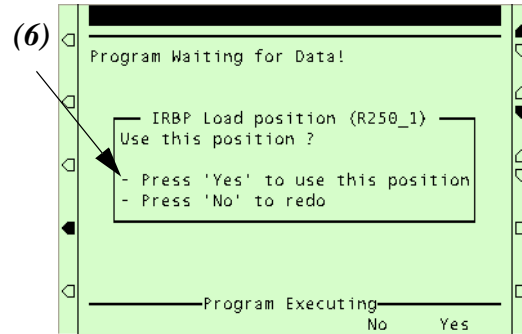 (6)
Program Waiting for Data!
IRBP Load position (R250_1)
Use this position ?
- Press 'Yes' to use this position
- Press 'No' to redo
Program Executing
No Yes